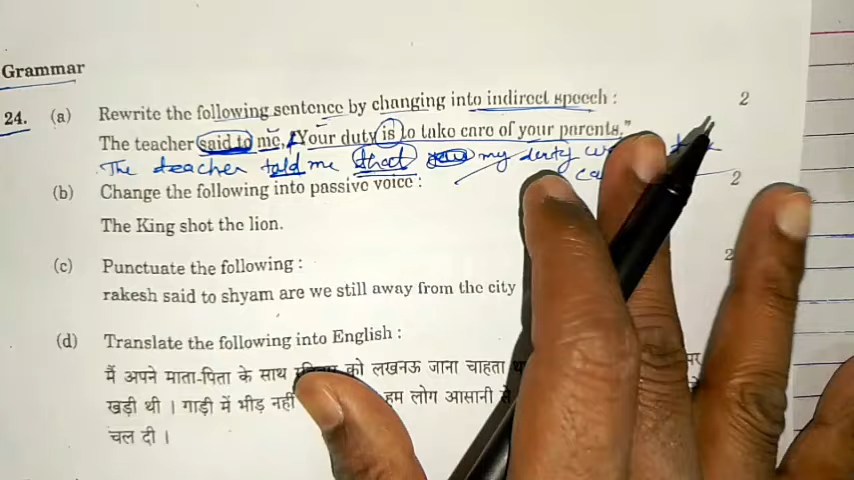 Grammar
24. (a) Rewrite the following sentence by changing into indirect speech : 2
The teacher said to me, "Your duty is to take care of your parents."
The teacher told me that my duty
(b) Change the following into passive voice : 2
The King shot the lion.
(c) Punctuate the following : 2
rakesh said to shyam are we still away from the city
(d) Translate the following into English :
मैं अपने माता-पिता के साथ को लखनऊ जाना चाहता
खड़ी थी । गाड़ी में भीड़ नहीं हम लोग आसानी से
चल दी ।